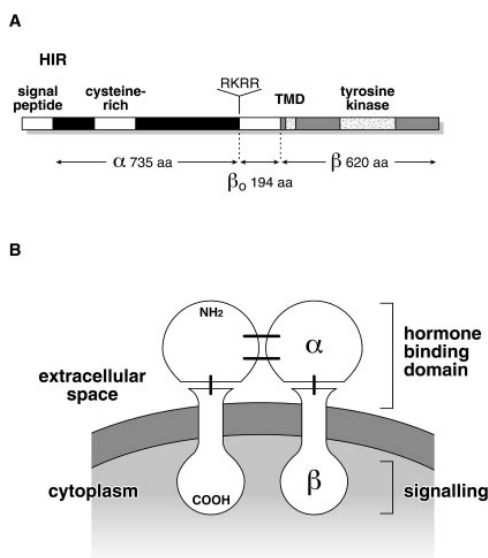 A
HIR
RKRR
signal
peptide
cysteine-
rich
TMD
tyrosine
kinase
α 735 aa
β₀ 194 aa
β 620 aa
B
NH₂
α
hormone
binding
domain
extracellular
space
cytoplasm
COOH
β
signalling